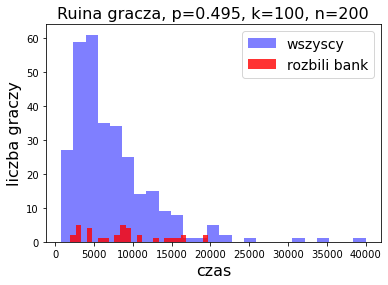 Ruina gracza, p=0.495, k=100, n=200
wszyscy
rozbili bank
liczba graczy
60
50
40
30
20
10
0
0 5000 10000 15000 20000 25000 30000 35000 40000
czas